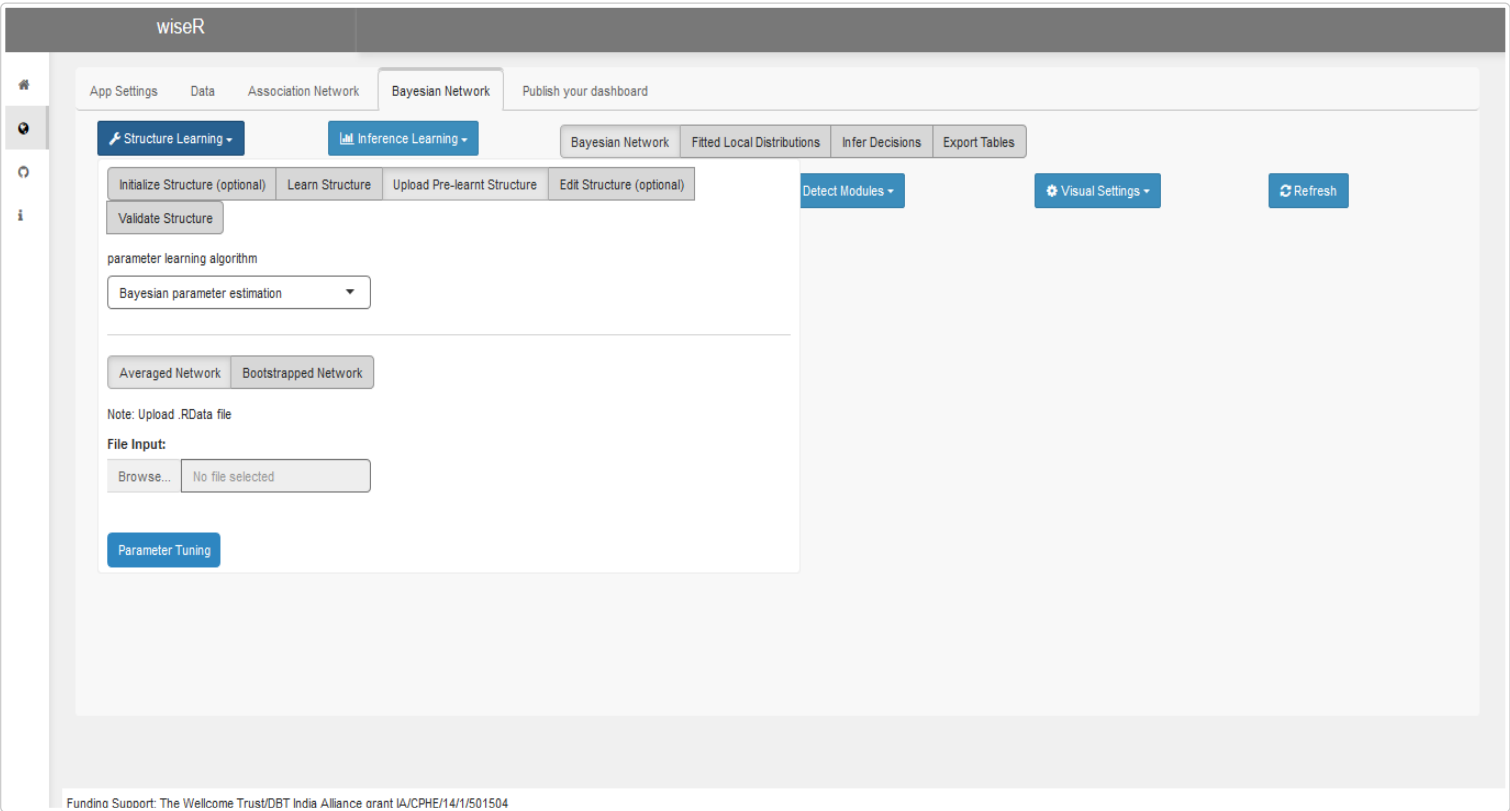 wiseR
App Settings Data Association Network Bayesian Network Publish your dashboard
Structure Learning Inference Learning Bayesian Network Fitted Local Distributions Infer Decisions Export Tables
Initialize Structure (optional) Learn Structure Upload Pre-learnt Structure Edit Structure (optional) Detect Modules Visual Settings Refresh
Validate Structure
parameter learning algorithm
Bayesian parameter estimation
Averaged Network Bootstrapped Network
Note: Upload .RData file
File Input:
Browse... No file selected
Parameter Tuning
Funding Support: The Wellcome Trust/DBT India Alliance grant IA/CPHE/14/1/501504